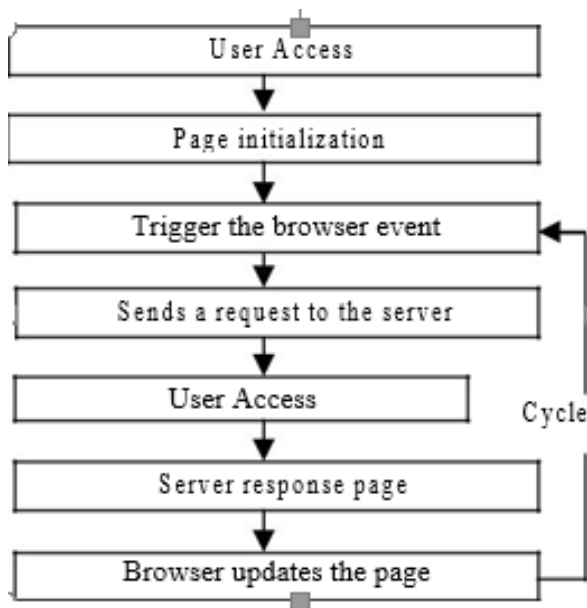 User Access
Page initialization
Trigger the browser event
Sends a request to the server
User Access
Cycle
Server response page
Browser updates the page